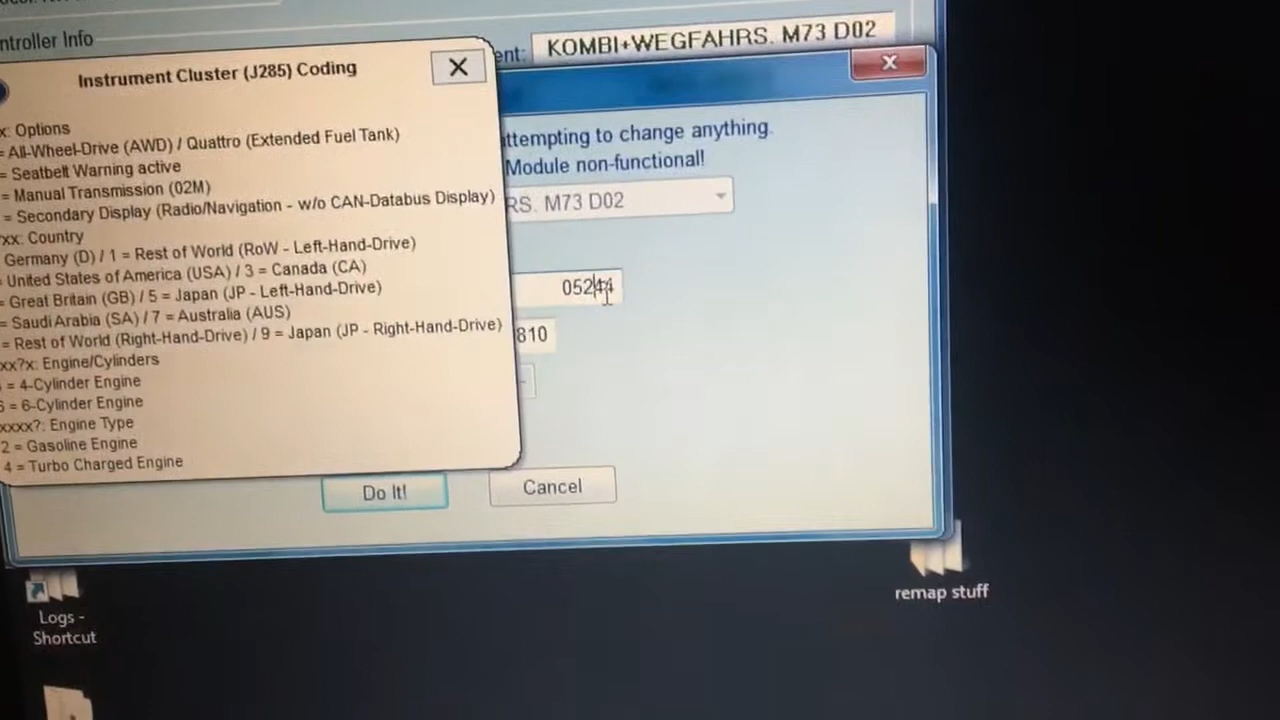 ntroller Info
ent: KOMBI+WEGFAHRS. M73 D02
Instrument Cluster (J285) Coding
x: Options
= All-Wheel-Drive (AWD) / Quattro (Extended Fuel Tank)
= Seatbelt Warning active
= Manual Transmission (02M)
= Secondary Display (Radio/Navigation - w/o CAN-Databus Display)
xx: Country
Germany (D) / 1 = Rest of World (RoW - Left-Hand-Drive)
= United States of America (USA) / 3 = Canada (CA)
= Great Britain (GB) / 5 = Japan (JP - Left-Hand-Drive)
= Saudi Arabia (SA) / 7 = Australia (AUS)
= Rest of World (Right-Hand-Drive) / 9 = Japan (JP - Right-Hand-Drive)
xx?x: Engine/Cylinders
= 4-Cylinder Engine
6 = 6-Cylinder Engine
xxxx?: Engine Type
2 = Gasoline Engine
4 = Turbo Charged Engine
ttempting to change anything.
Module non-functional!
RS. M73 D02
05244
810
Do It!
Cancel
Logs -
Shortcut
remap stuff